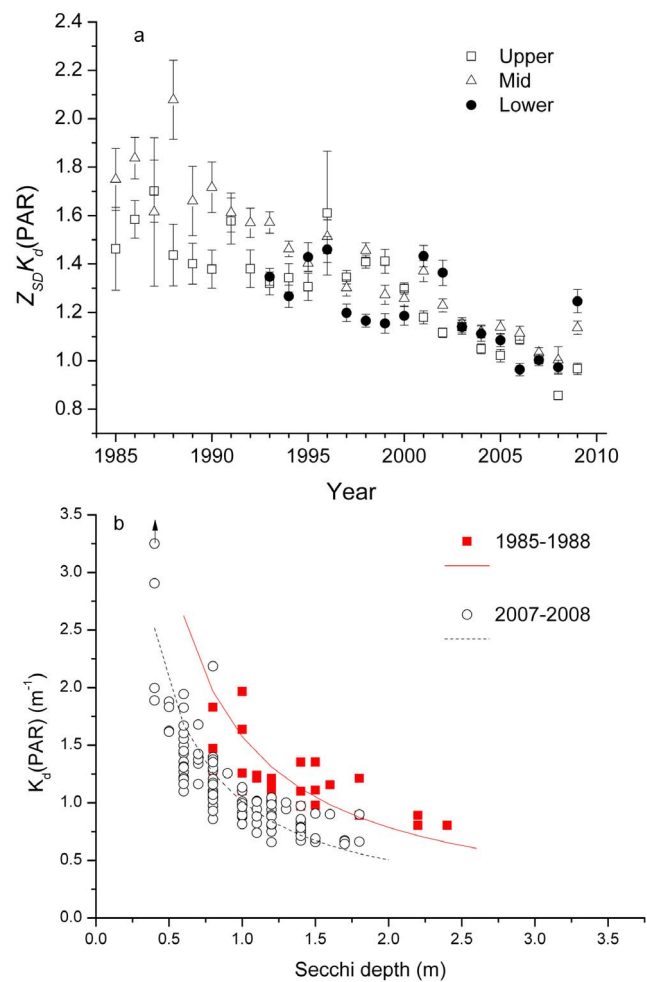 a
Upper
Mid
Lower
2.4
2.2
2.0
1.8
1.6
1.4
1.2
1.0
0.8
Z_SD K_d(PAR)
1985 1990 1995 2000 2005 2010
Year
b
1985-1988
2007-2008
3.5
3.0
2.5
2.0
1.5
1.0
0.5
0.0
K_d(PAR) (m⁻¹)
0.0 0.5 1.0 1.5 2.0 2.5 3.0 3.5
Secchi depth (m)